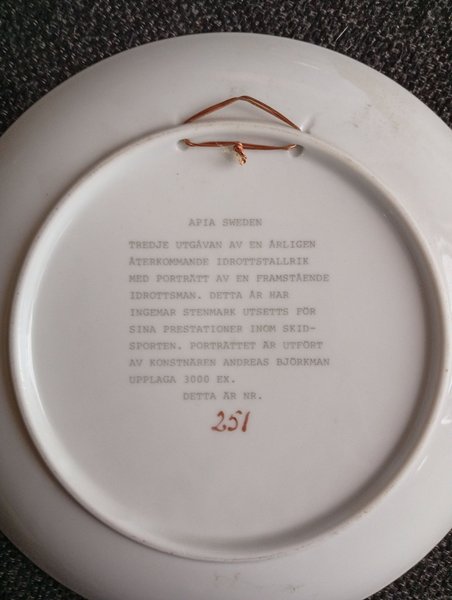 APIA SWEDEN
TREDJE UTGÅVAN AV EN ÅRLIGEN
ÅTERKOMMANDE IDROTTSTALLRIK
MED PORTRÄTT AV EN FRAMSTÅENDE
IDROTTSMAN. DETTA ÅR HAR
INGEMAR STENMARK UTSETTS FÖR
SINA PRESTATIONER INOM SKID-
SPORTEN. PORTRÄTTET ÄR UTFÖRT
AV KONSTNÄREN ANDREAS BJÖRKMAN
UPPLAGA 3000 EX.
DETTA ÄR NR.
251